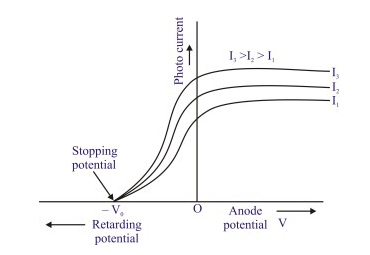 Photo current
I₃ >I₂ > I₁
I₃
I₂
I₁
Stopping
potential
– V₀
O
Anode
potential
V
Retarding
potential